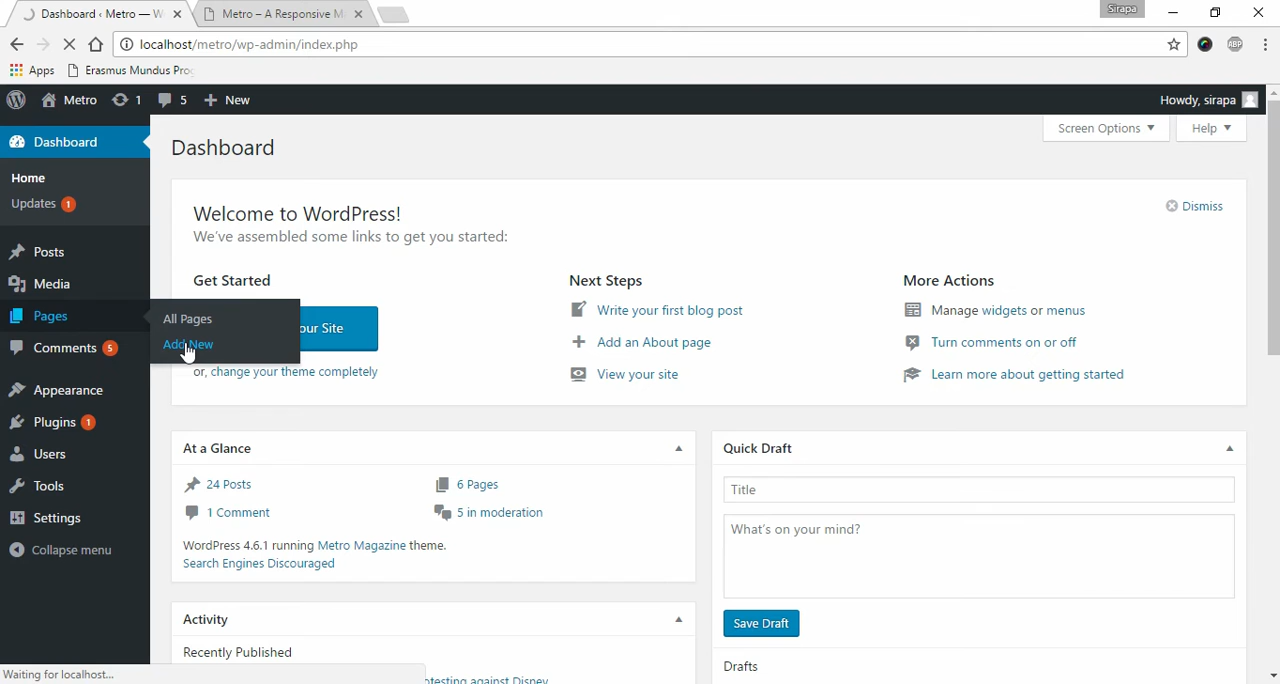 Dashboard ‹ Metro — W
Metro – A Responsive M
Sirapa
localhost/metro/wp-admin/index.php
ABP
Apps
Erasmus Mundus Pro
Metro
1
5
New
Howdy, sirapa
Dashboard
Home
Updates 1
Posts
Media
Pages
Comments 5
Appearance
Plugins 1
Users
Tools
Settings
Collapse menu
All Pages
Add New
Dashboard
Screen Options
Help
Welcome to WordPress!
We've assembled some links to get you started:
Dismiss
Get Started
our Site
or, change your theme completely
Next Steps
Write your first blog post
Add an About page
View your site
More Actions
Manage widgets or menus
Turn comments on or off
Learn more about getting started
At a Glance
24 Posts
6 Pages
1 Comment
5 in moderation
WordPress 4.6.1 running Metro Magazine theme.
Search Engines Discouraged
Activity
Recently Published
otesting against Disney
Quick Draft
Title
What's on your mind?
Save Draft
Drafts
Waiting for localhost...